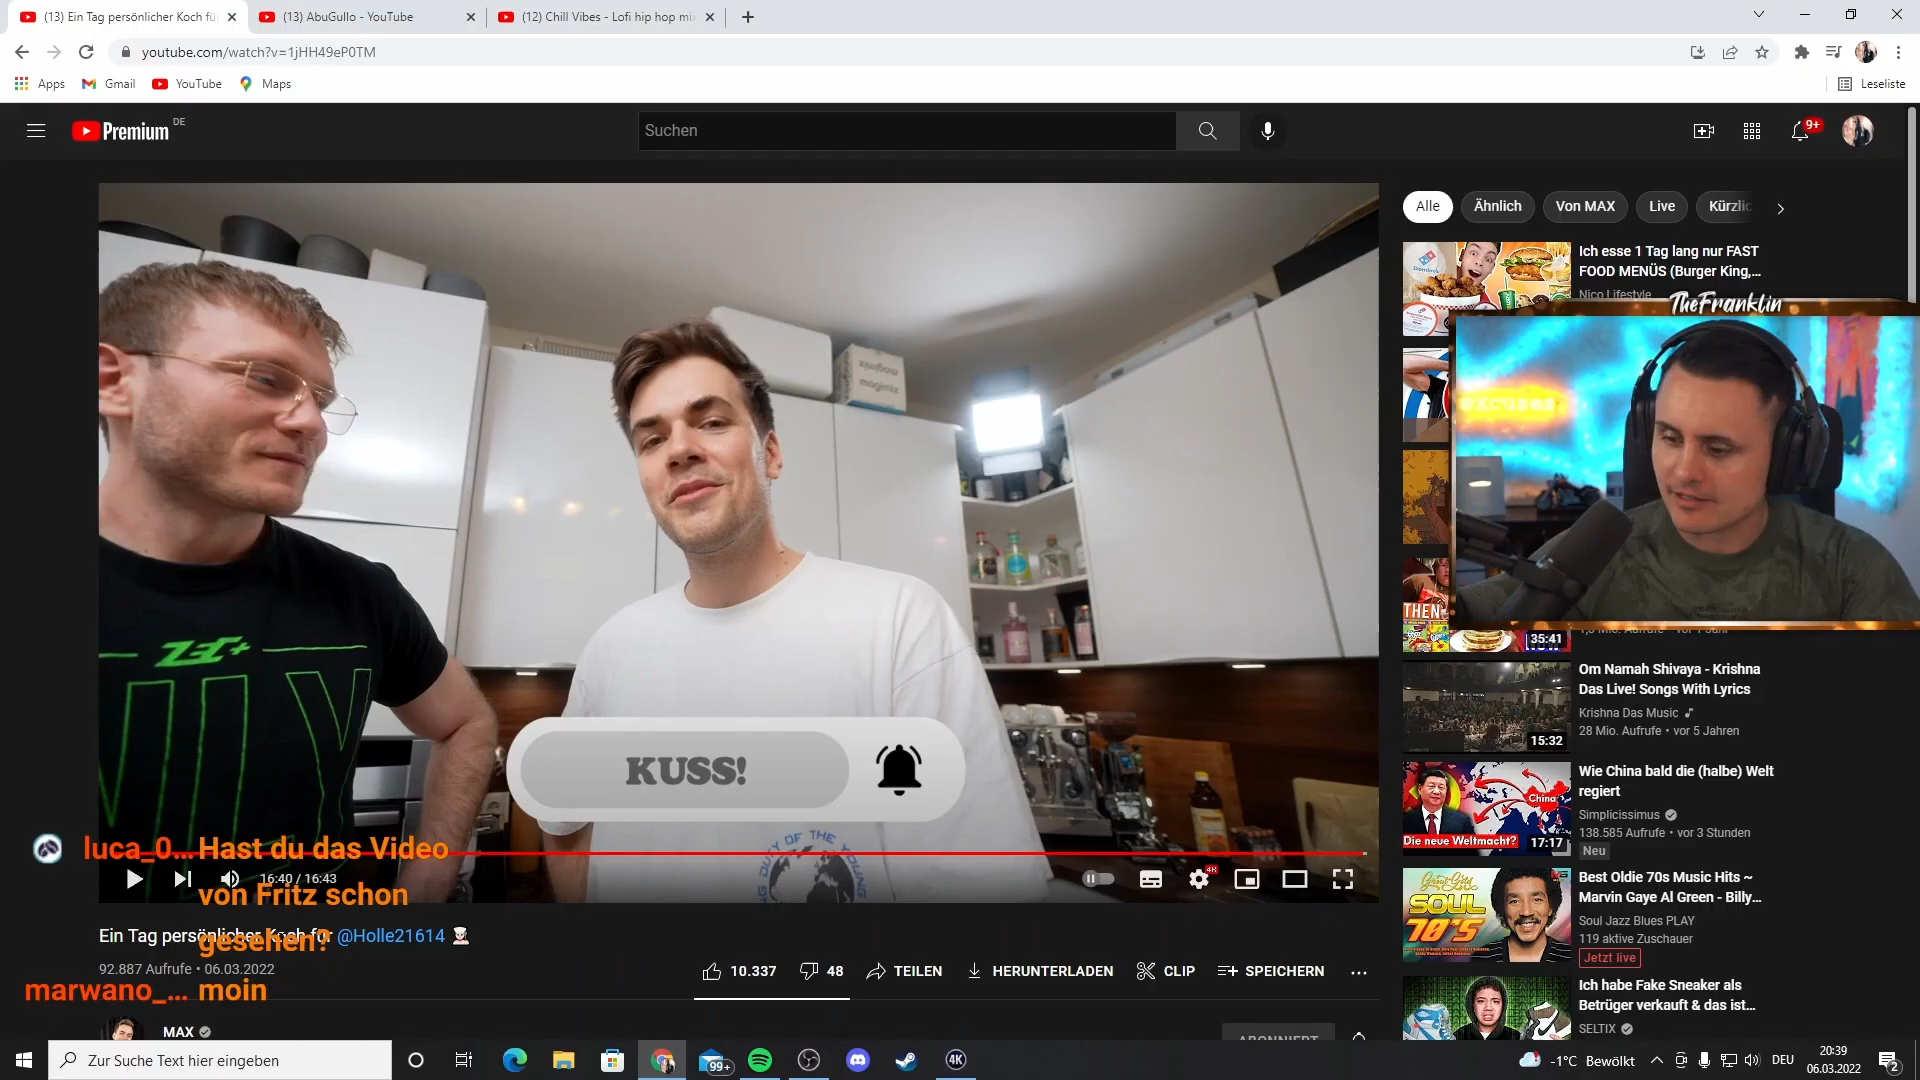 (13) Ein Tag persönlicher Koch fü
(13) AbuGullo - YouTube
(12) Chill Vibes - Lofi hip hop mi
youtube.com/watch?v=1jHH49eP0TM
Apps
Gmail
YouTube
Maps
Leseliste
Premium DE
Suchen
9+
Alle
Ähnlich
Von MAX
Live
Kürzlic
Ich esse 1 Tag lang nur FAST
FOOD MENÜS (Burger King,...
Nico Lifestyle
TheFranklin
excuses
KUSS!
DUTY OF THE YOUNG
THEN
35:41
Om Namah Shivaya - Krishna
Das Live! Songs With Lyrics
Krishna Das Music
28 Mio. Aufrufe • vor 5 Jahren
15:32
Wie China bald die (halbe) Welt
regiert
Simplicissimus
138.585 Aufrufe • vor 3 Stunden
Neu
China
Die neue Weltmacht?
17:17
Best Oldie 70s Music Hits ~
Marvin Gaye Al Green - Billy...
Soul Jazz Blues PLAY
119 aktive Zuschauer
Jetzt live
SOUL
70'S
Ich habe Fake Sneaker als
Betrüger verkauft & das ist...
SELTIX
luca_0... Hast du das Video
von Fritz schon
gesehen?
marwano_... moin
16:40 / 16:43
4K
Ein Tag persönlicher Koch für @Holle21614
92.887 Aufrufe • 06.03.2022
10.337
48
TEILEN
HERUNTERLADEN
CLIP
SPEICHERN
MAX
ABONNIERT
Zur Suche Text hier eingeben
99+
4K
-1°C Bewölkt
DEU
20:39
06.03.2022
2